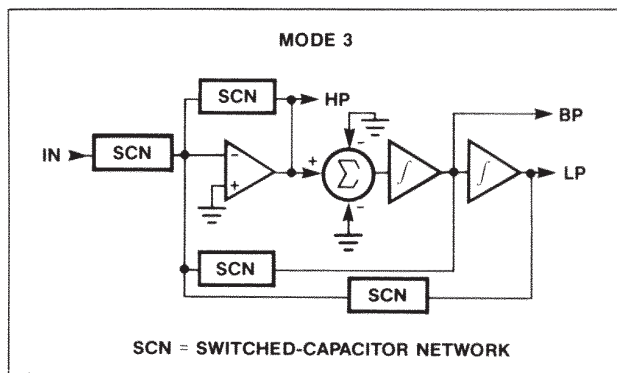 MODE 3
SCN
HP
BP
IN
SCN
-
+
+
-
Σ
-
∫
∫
LP
SCN
SCN
SCN = SWITCHED-CAPACITOR NETWORK